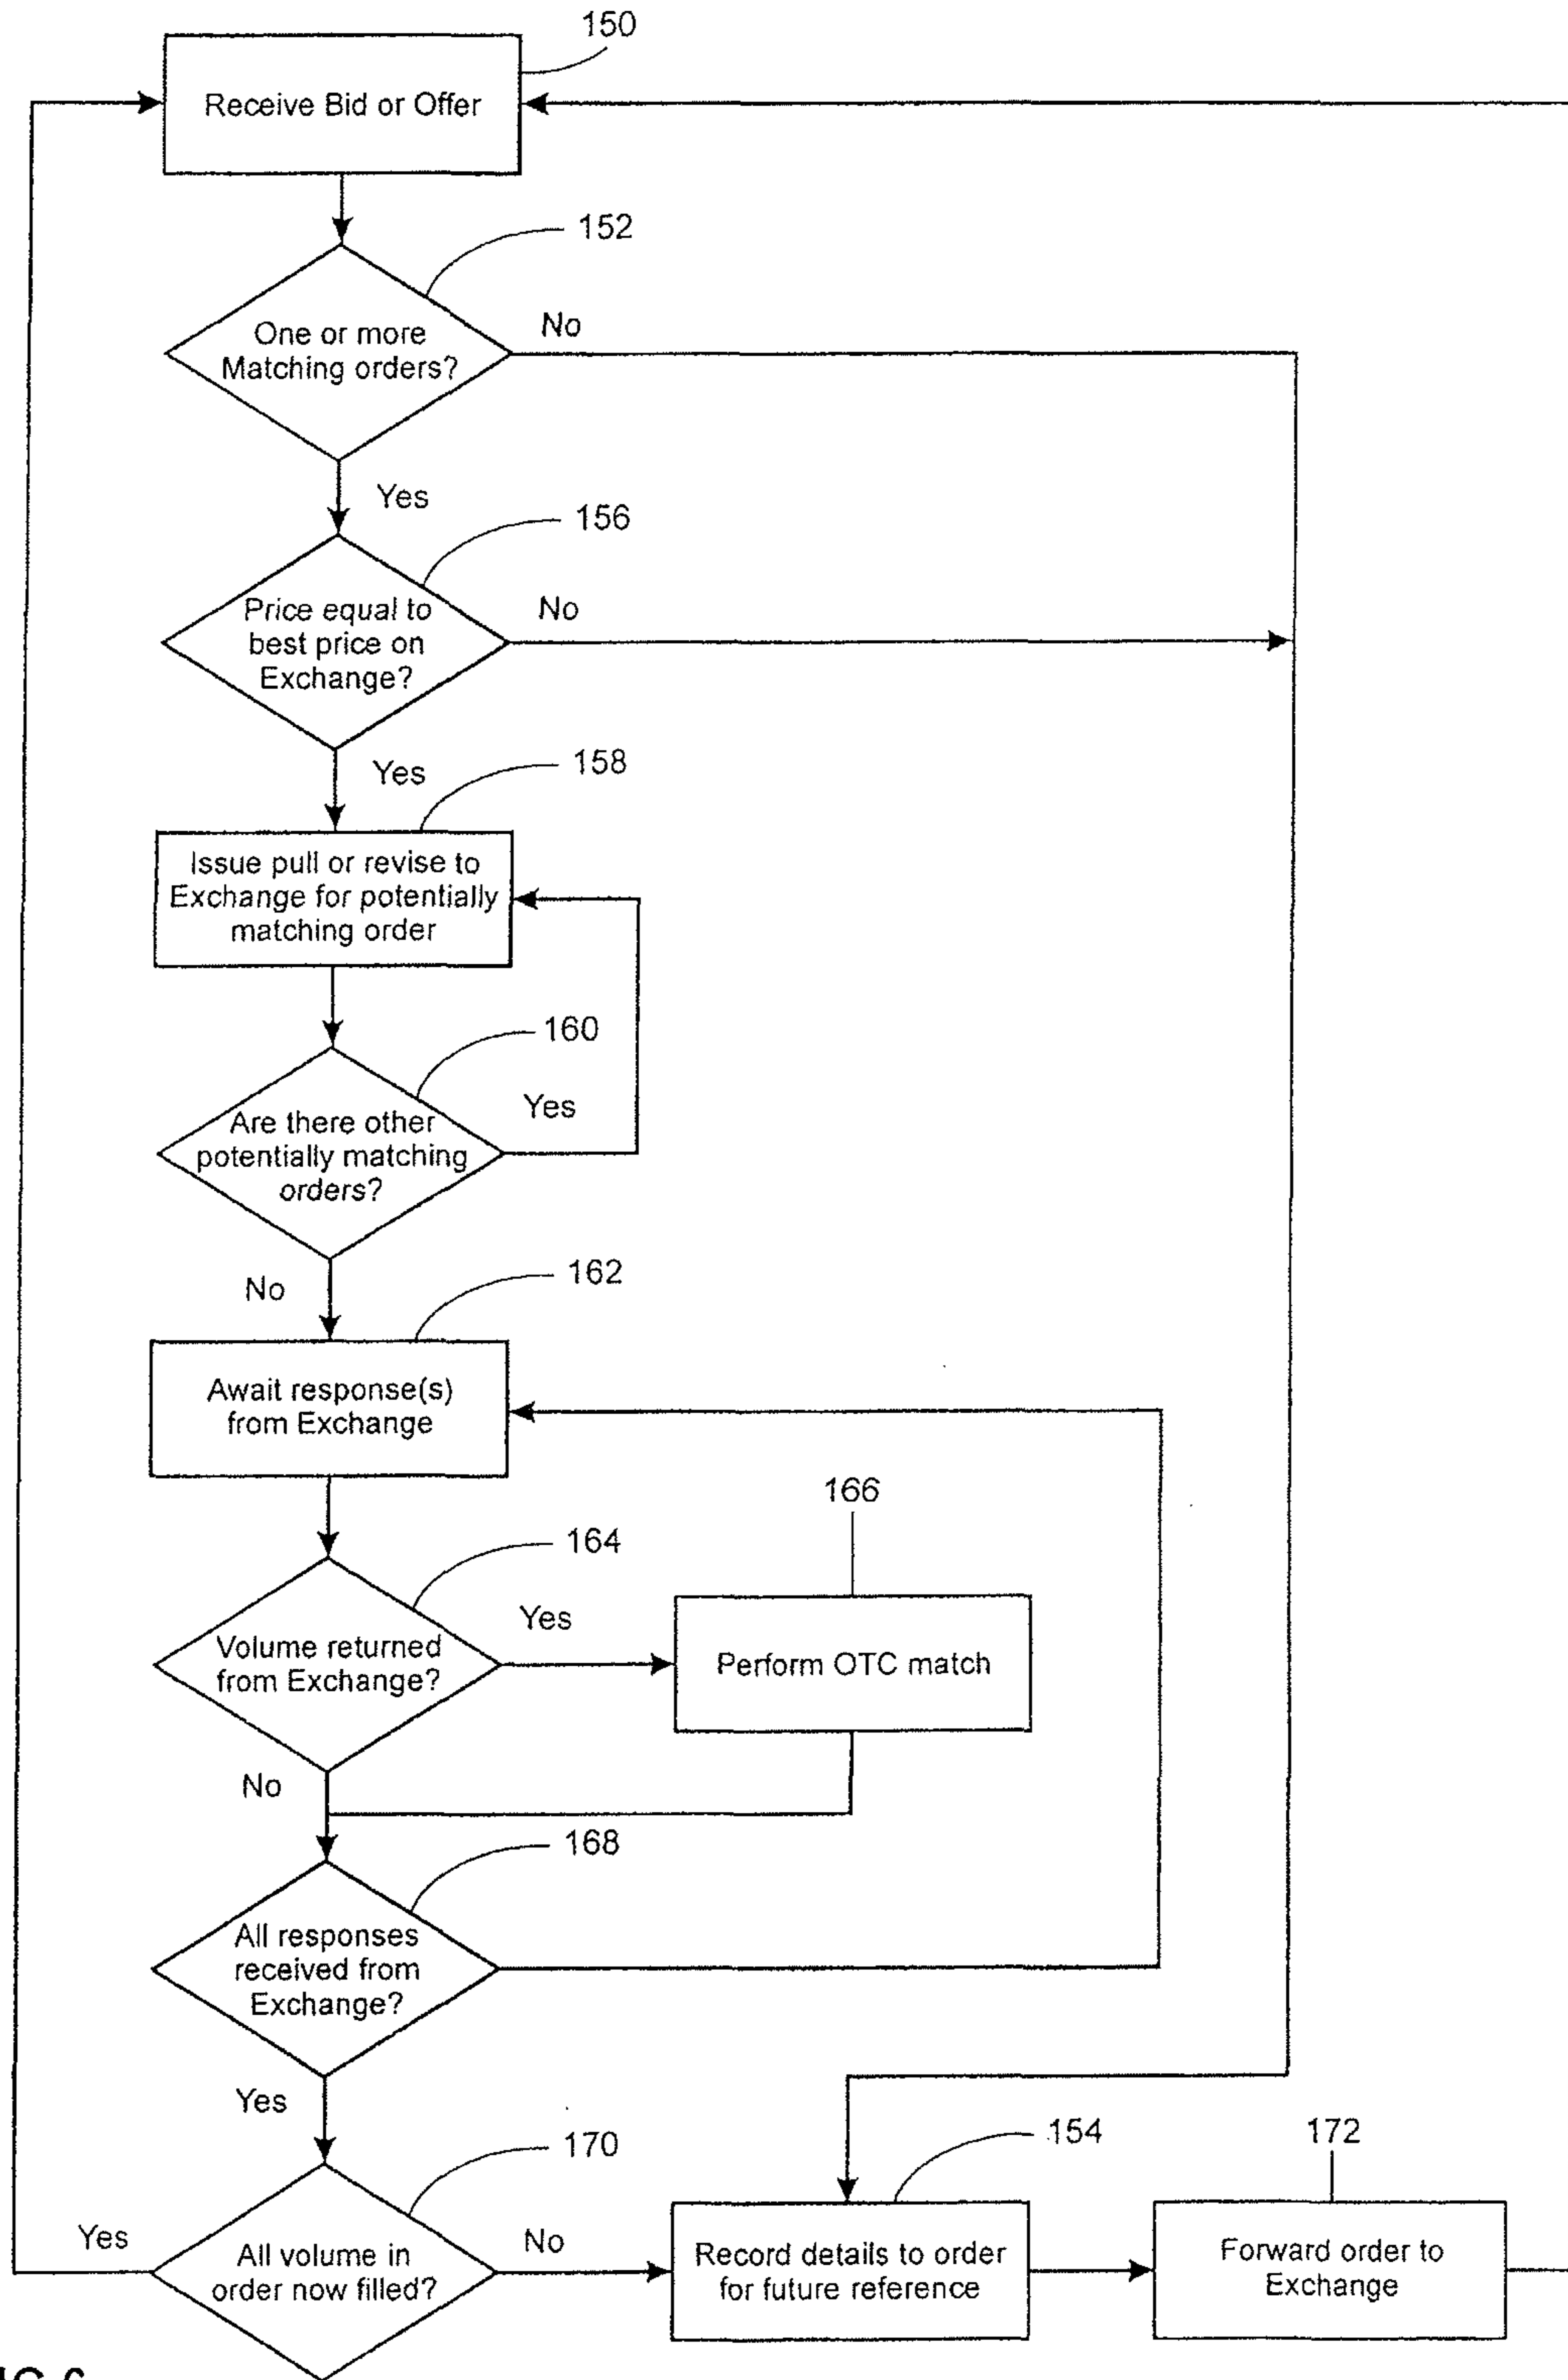 150
Receive Bid or Offer
152
One or more
Matching orders?
No
Yes
156
Price equal to
best price on
Exchange?
No
Yes
158
Issue pull or revise to
Exchange for potentially
matching order
160
Are there other
potentially matching
orders?
Yes
No
162
Await response(s)
from Exchange
164
Volume returned
from Exchange?
Yes
166
Perform OTC match
No
168
All responses
received from
Exchange?
Yes
170
All volume in
order now filled?
Yes
No
154
Record details to order
for future reference
172
Forward order to
Exchange